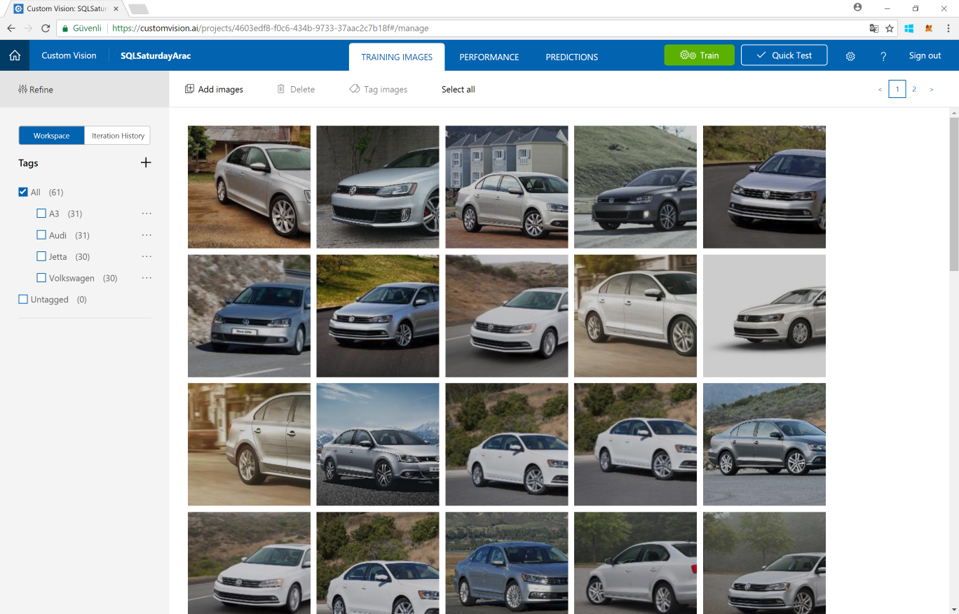 Custom Vision: SQLSatur
Güvenli https://customvision.ai/projects/4603edf8-f0c6-434b-9733-37aac2c7b18f#/manage
Custom Vision SQLSaturdayArac TRAINING IMAGES PERFORMANCE PREDICTIONS Train Quick Test ? Sign out
Refine Add images Delete Tag images Select all < 1 2 >
Workspace Iteration History
Tags +
All (61)
A3 (31) ...
Audi (31) ...
Jetta (30) ...
Volkswagen (30) ...
Untagged (0)